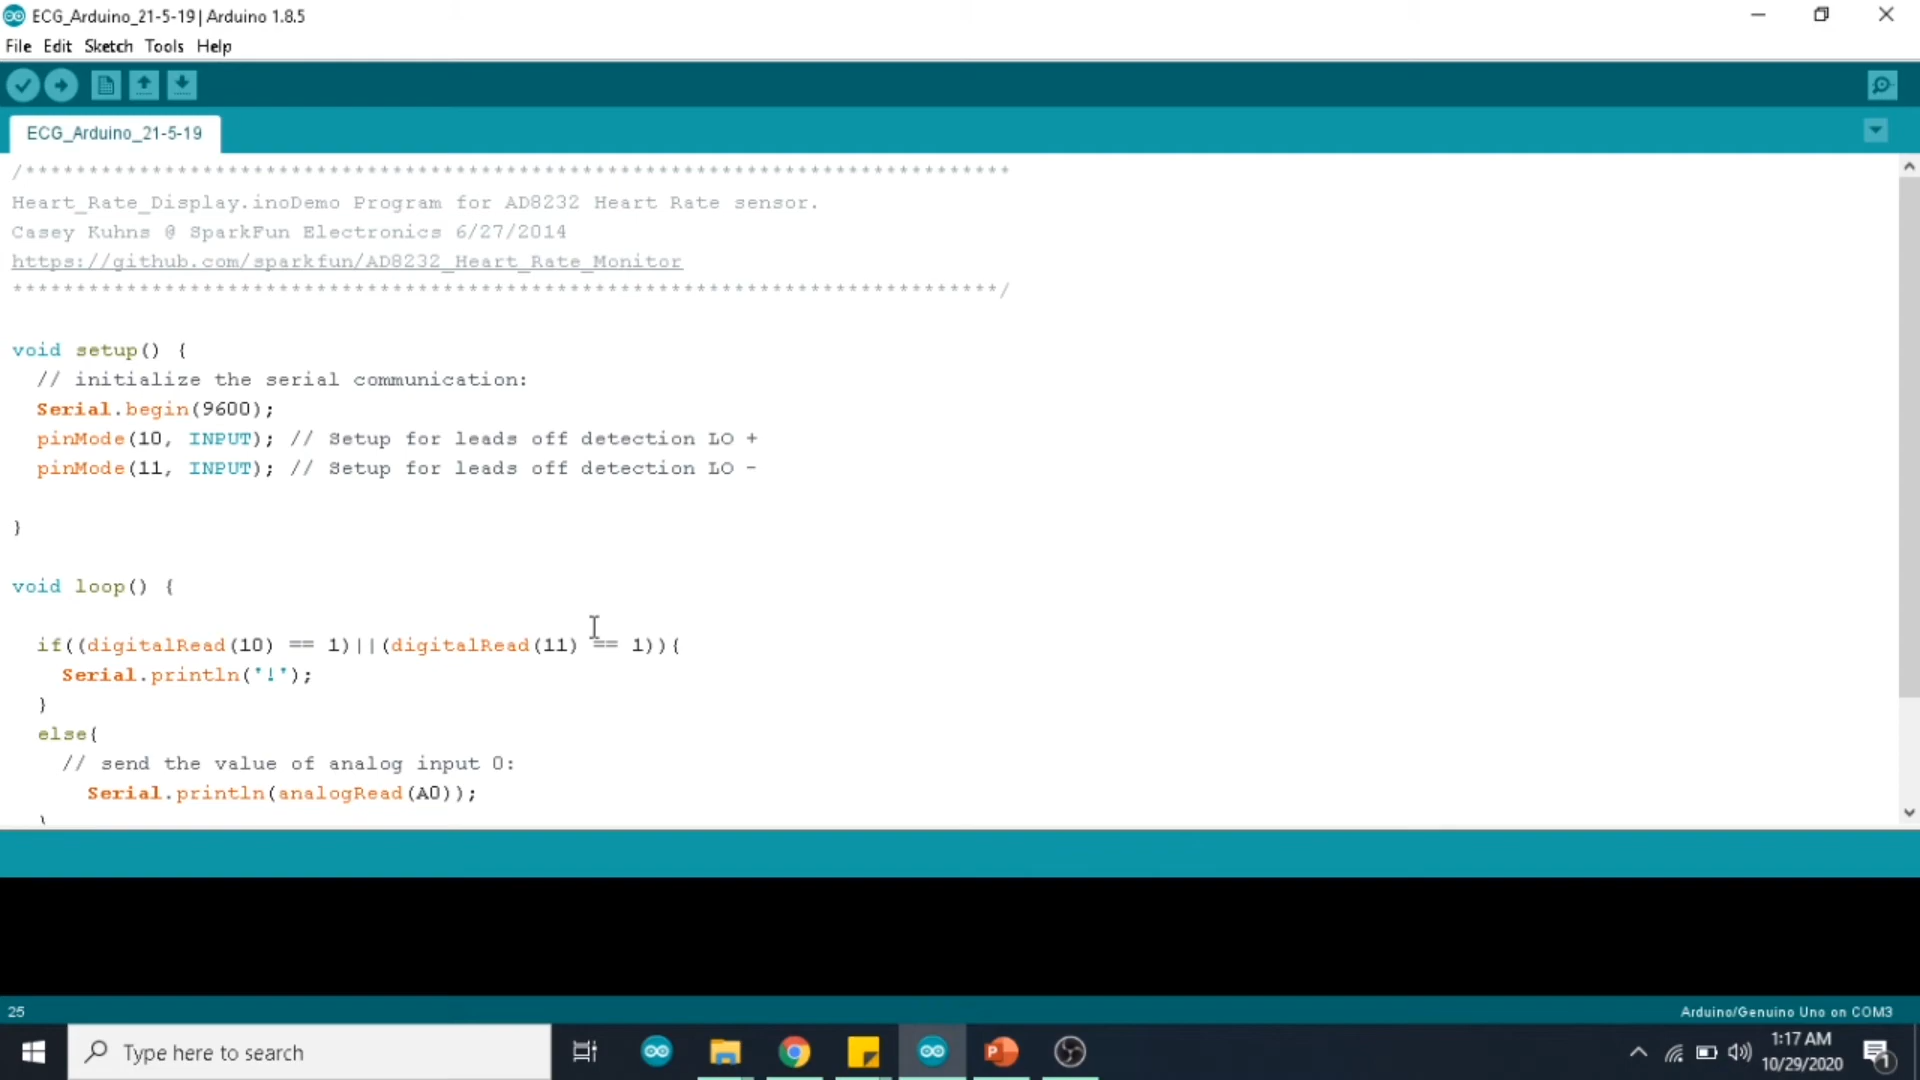 ECG_Arduino_21-5-19 | Arduino 1.8.5
File Edit Sketch Tools Help
ECG_Arduino_21-5-19
/******************************************************************************
Heart_Rate_Display.inoDemo Program for AD8232 Heart Rate sensor.
Casey Kuhns @ SparkFun Electronics 6/27/2014
https://github.com/sparkfun/AD8232_Heart_Rate_Monitor
******************************************************************************/
void setup() {
// initialize the serial communication:
Serial.begin(9600);
pinMode(10, INPUT); // Setup for leads off detection LO +
pinMode(11, INPUT); // Setup for leads off detection LO -
}
void loop() {
if((digitalRead(10) == 1)||(digitalRead(11) == 1)){
Serial.println('!');
}
else{
// send the value of analog input 0:
Serial.println(analogRead(A0));
}
25
Arduino/Genuino Uno on COM3
Type here to search
1:17 AM
10/29/2020
1